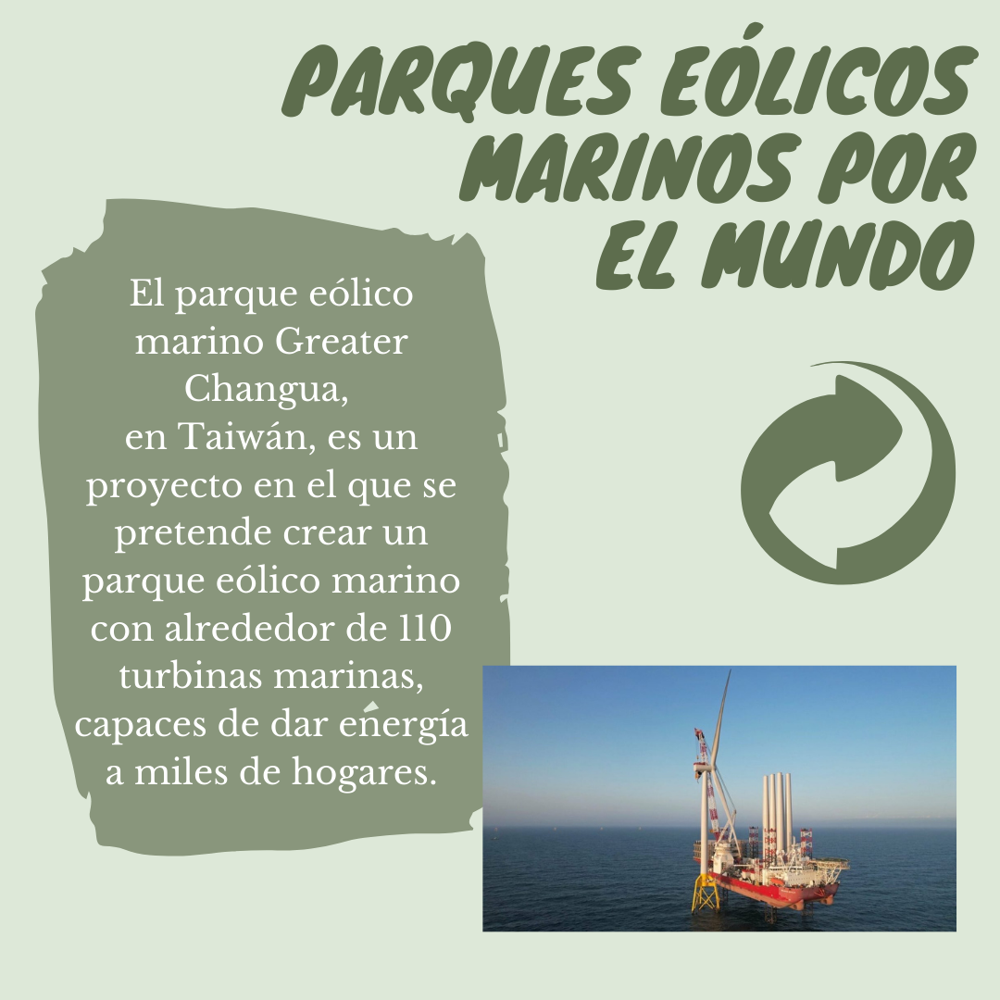 PARQUES EÓLICOS
MARINOS POR
EL MUNDO
El parque eólico
marino Greater
Changua,
en Taiwán, es un
proyecto en el que se
pretende crear un
parque eólico marino
con alrededor de 110
turbinas marinas,
capaces de dar energía
a miles de hogares.